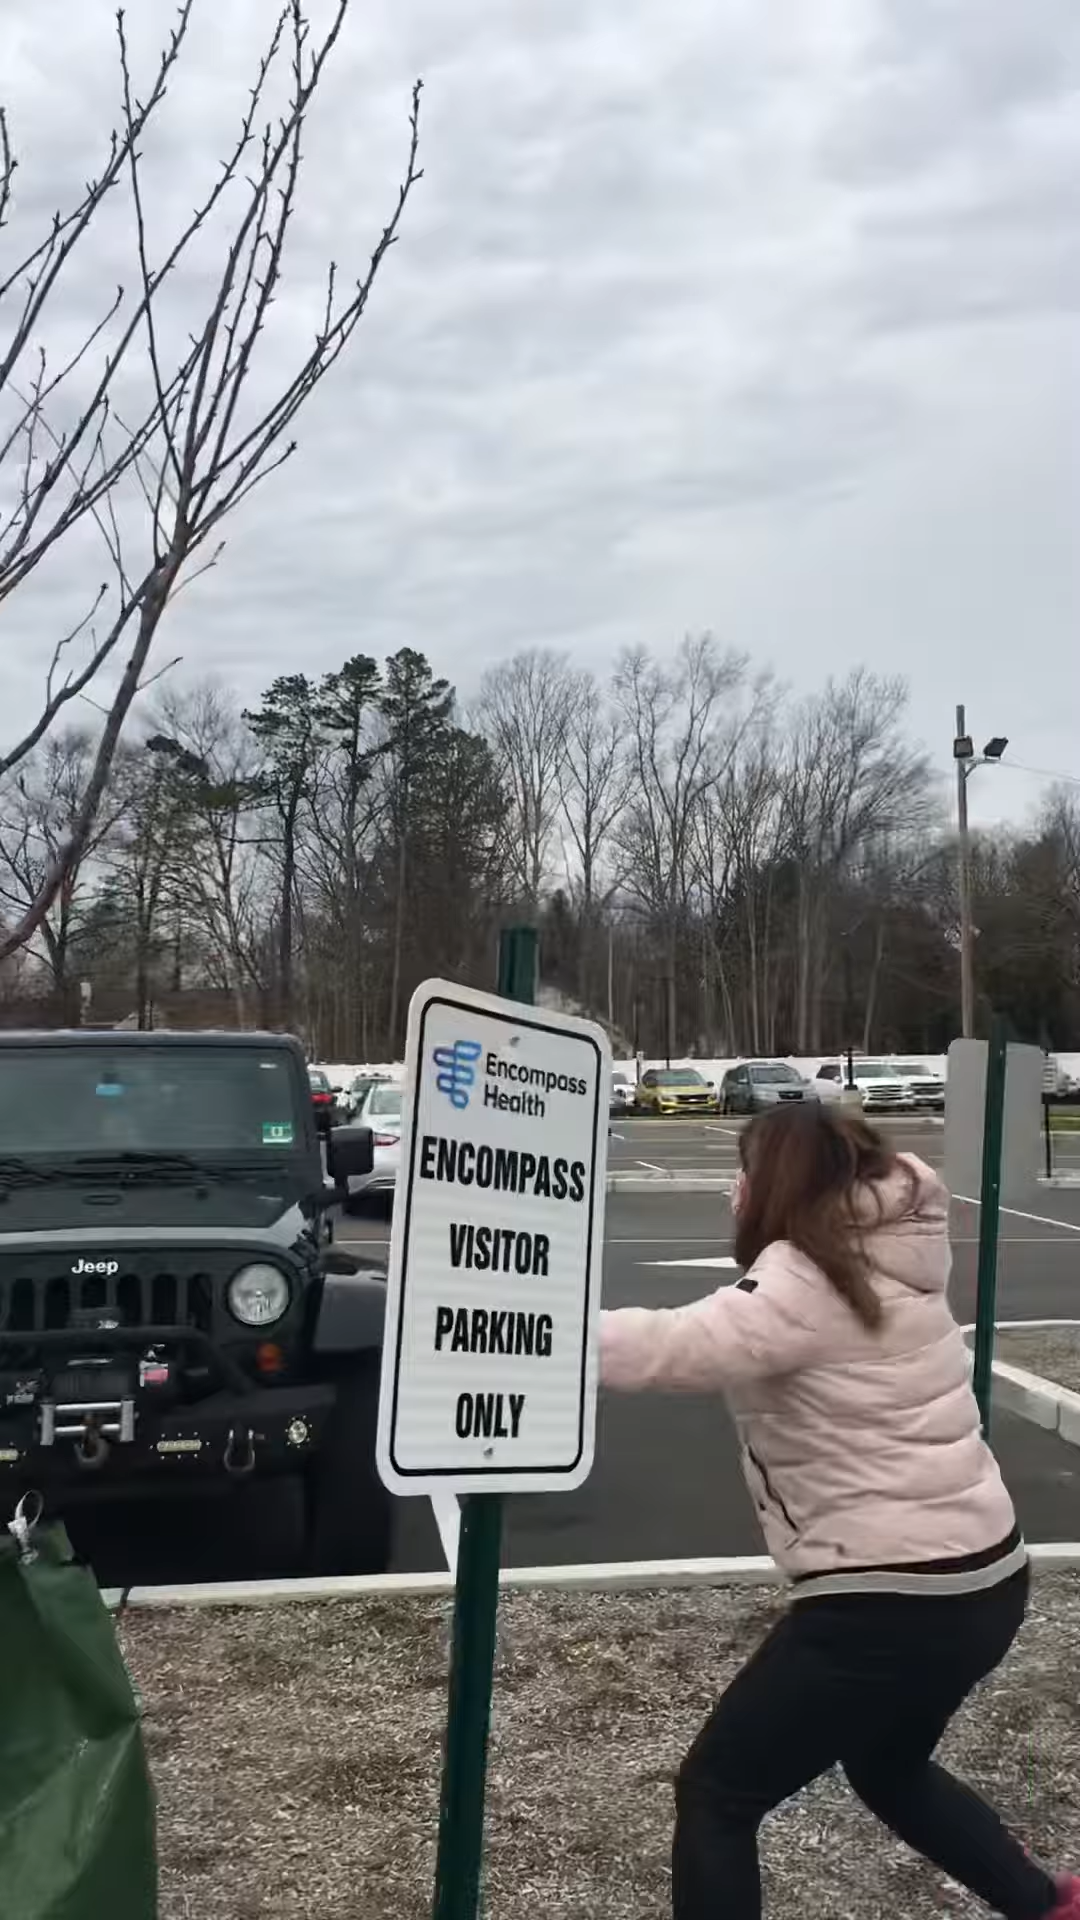 Encompass
Health
ENCOMPASS
VISITOR
PARKING
ONLY
Jeep